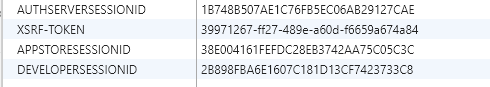 AUTHSERVERSESSIONID 1B748B507AE1C76FB5EC06AB29127CAE
XSRF-TOKEN 39971267-ff27-489e-a60d-f6659a674a84
APPSTORESESSIONID 38E004161FEFDC28EB3742AA75C05C3C
DEVELOPERSESSIONID 2B898FBA6E1607C181D13CF7423733C8